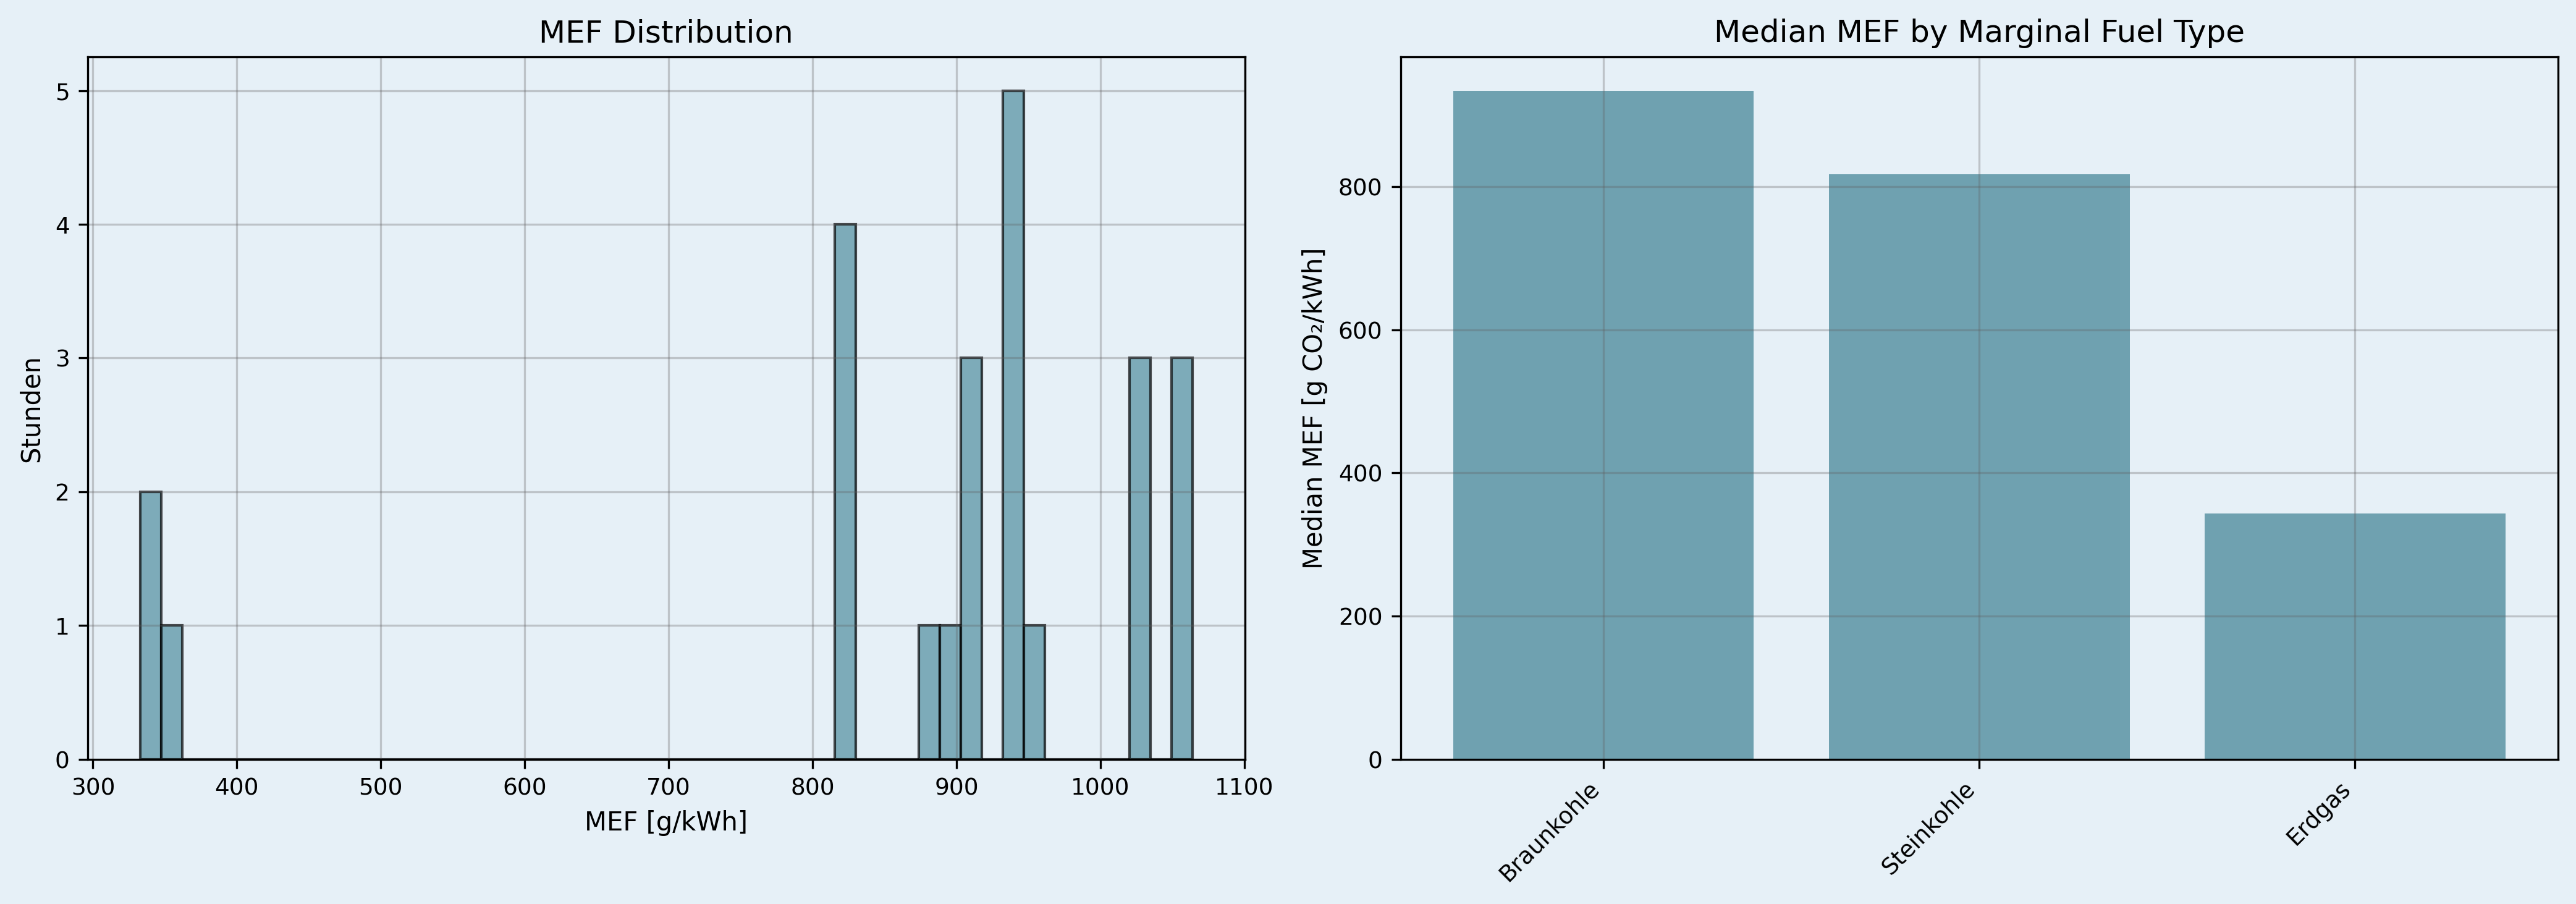 MEF Distribution
5
4
3
2
1
0
Stunden
300 400 500 600 700 800 900 1000 1100
MEF [g/kWh]
Median MEF by Marginal Fuel Type
800
600
400
200
0
Median MEF [g CO₂/kWh]
Braunkohle
Steinkohle
Erdgas